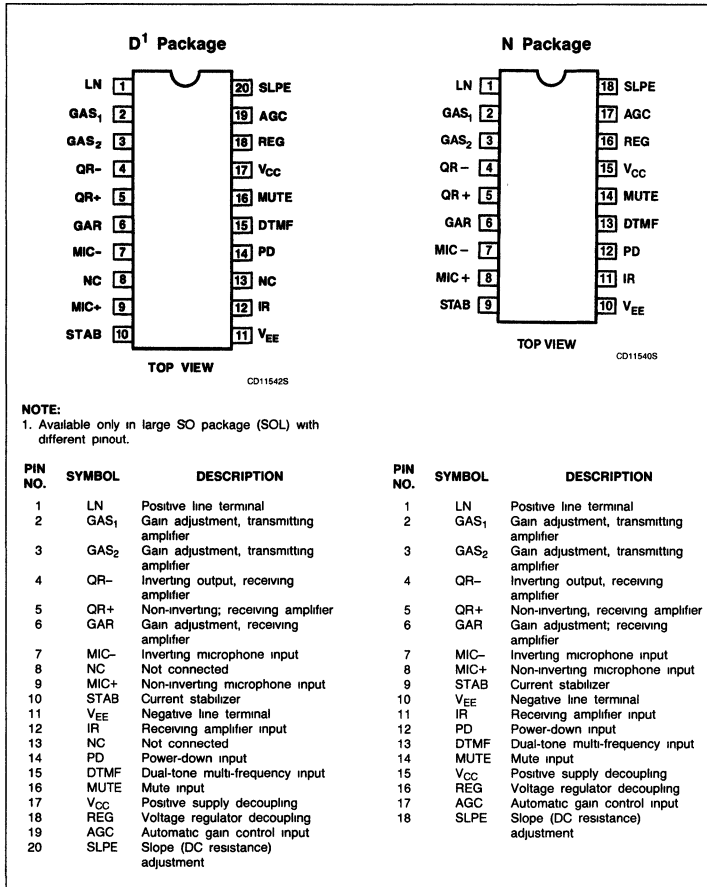 D1 Package
LN 1
GAS1 2
GAS2 3
QR- 4
QR+ 5
GAR 6
MIC- 7
NC 8
MIC+ 9
STAB 10
20 SLPE
19 AGC
18 REG
17 VCC
16 MUTE
15 DTMF
14 PD
13 NC
12 IR
11 VEE
TOP VIEW
CD11542S
N Package
LN 1
GAS1 2
GAS2 3
QR- 4
QR+ 5
GAR 6
MIC- 7
MIC+ 8
STAB 9
18 SLPE
17 AGC
16 REG
15 VCC
14 MUTE
13 DTMF
12 PD
11 IR
10 VEE
TOP VIEW
CD11540S
NOTE:
1. Available only in large SO package (SOL) with
different pinout.
PIN
NO. SYMBOL DESCRIPTION
1 LN Positive line terminal
2 GAS1 Gain adjustment, transmitting
amplifier
3 GAS2 Gain adjustment, transmitting
amplifier
4 QR- Inverting output, receiving
amplifier
5 QR+ Non-inverting; receiving amplifier
6 GAR Gain adjustment, receiving
amplifier
7 MIC- Inverting microphone input
8 NC Not connected
9 MIC+ Non-inverting microphone input
10 STAB Current stabilizer
11 VEE Negative line terminal
12 IR Receiving amplifier input
13 NC Not connected
14 PD Power-down input
15 DTMF Dual-tone multi-frequency input
16 MUTE Mute input
17 VCC Positive supply decoupling
18 REG Voltage regulator decoupling
19 AGC Automatic gain control input
20 SLPE Slope (DC resistance)
adjustment
PIN
NO. SYMBOL DESCRIPTION
1 LN Positive line terminal
2 GAS1 Gain adjustment, transmitting
amplifier
3 GAS2 Gain adjustment, transmitting
amplifier
4 QR- Inverting output, receiving
amplifier
5 QR+ Non-inverting, receiving amplifier
6 GAR Gain adjustment; receiving
amplifier
7 MIC- Inverting microphone input
8 MIC+ Non-inverting microphone input
9 STAB Current stabilizer
10 VEE Negative line terminal
11 IR Receiving amplifier input
12 PD Power-down input
13 DTMF Dual-tone multi-frequency input
14 MUTE Mute input
15 VCC Positive supply decoupling
16 REG Voltage regulator decoupling
17 AGC Automatic gain control input
18 SLPE Slope (DC resistance)
adjustment